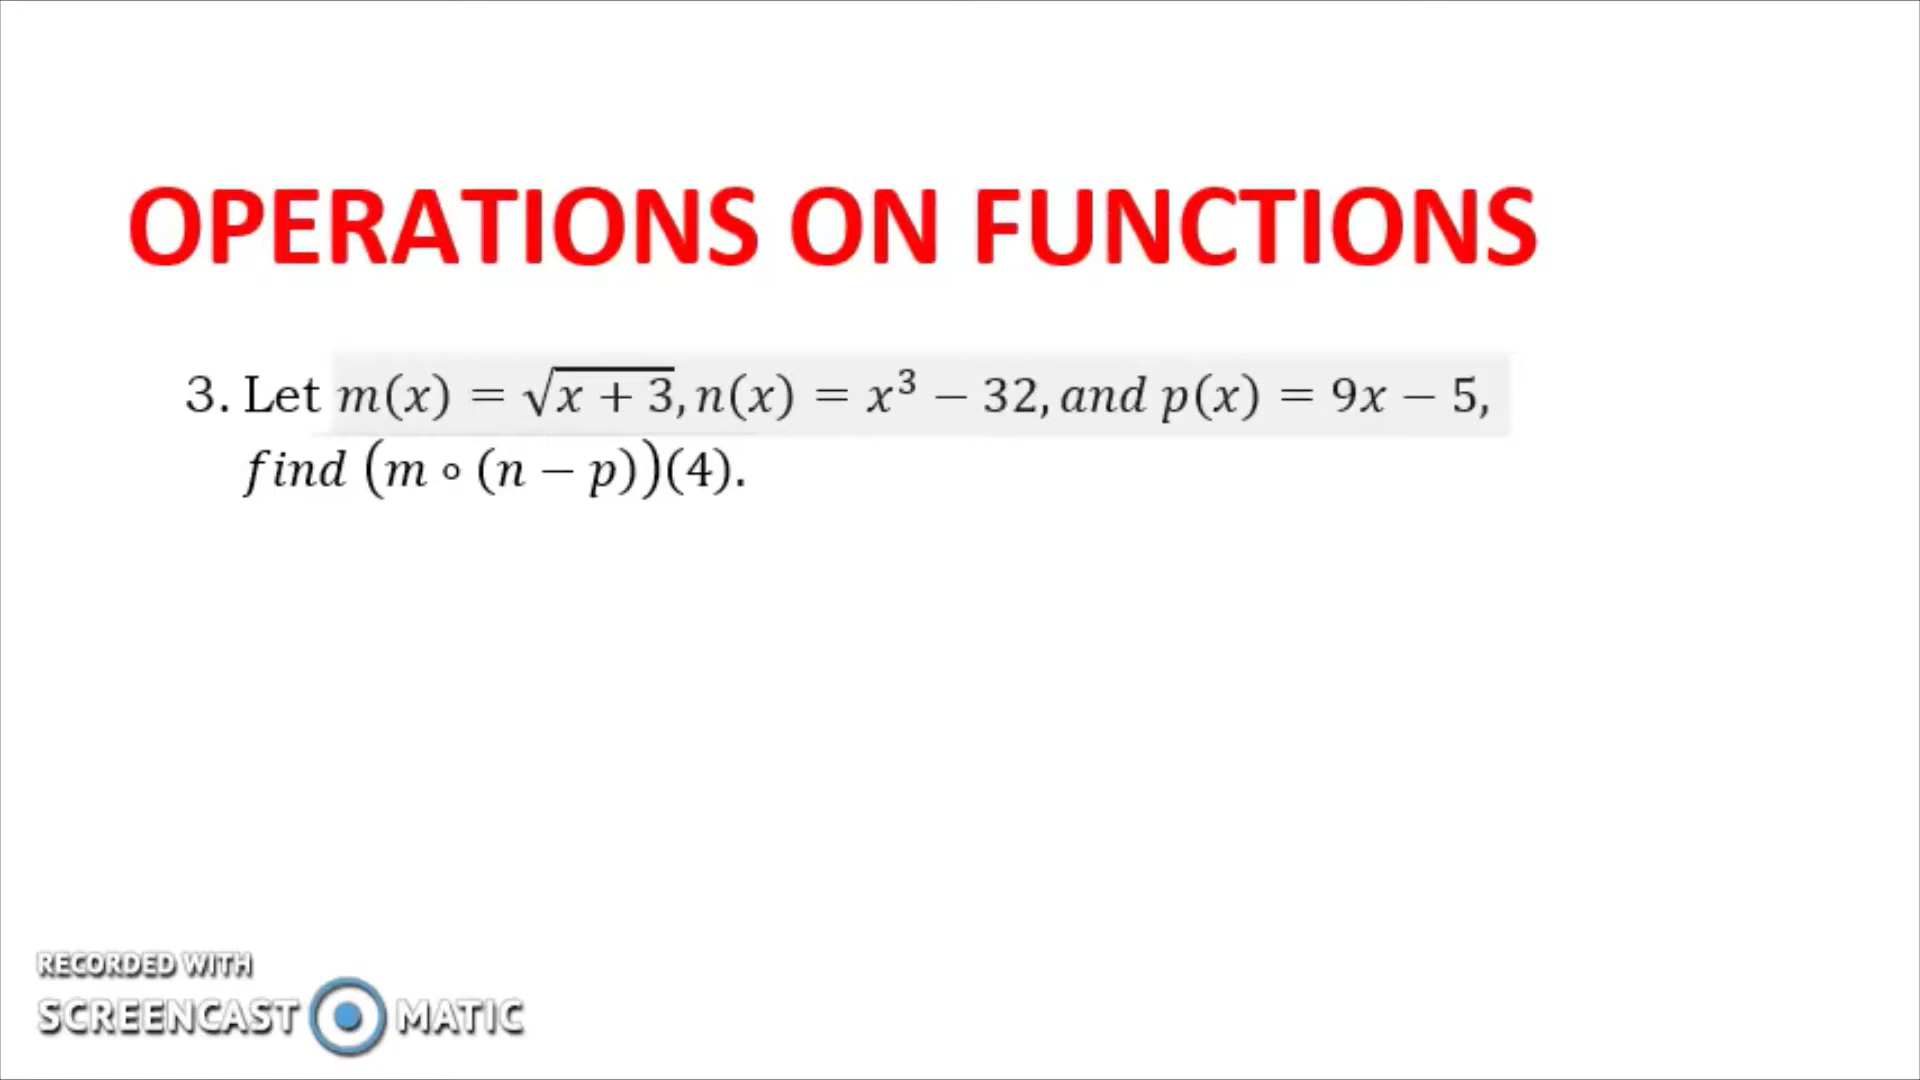 OPERATIONS ON FUNCTIONS
3. Let m(x) = √(x + 3), n(x) = x³ − 32, and p(x) = 9x − 5,
find (m ∘ (n − p))(4).
RECORDED WITH
SCREENCAST MATIC